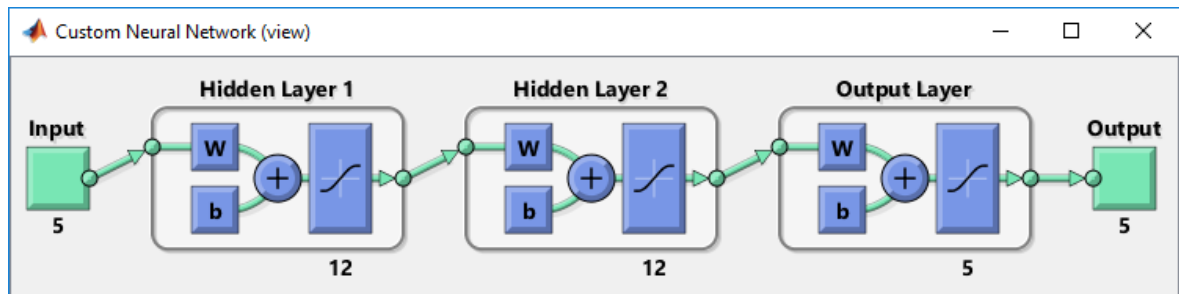 Custom Neural Network (view)
Hidden Layer 1
Hidden Layer 2
Output Layer
Input
Output
W
b
W
b
W
b
5
12
12
5
5